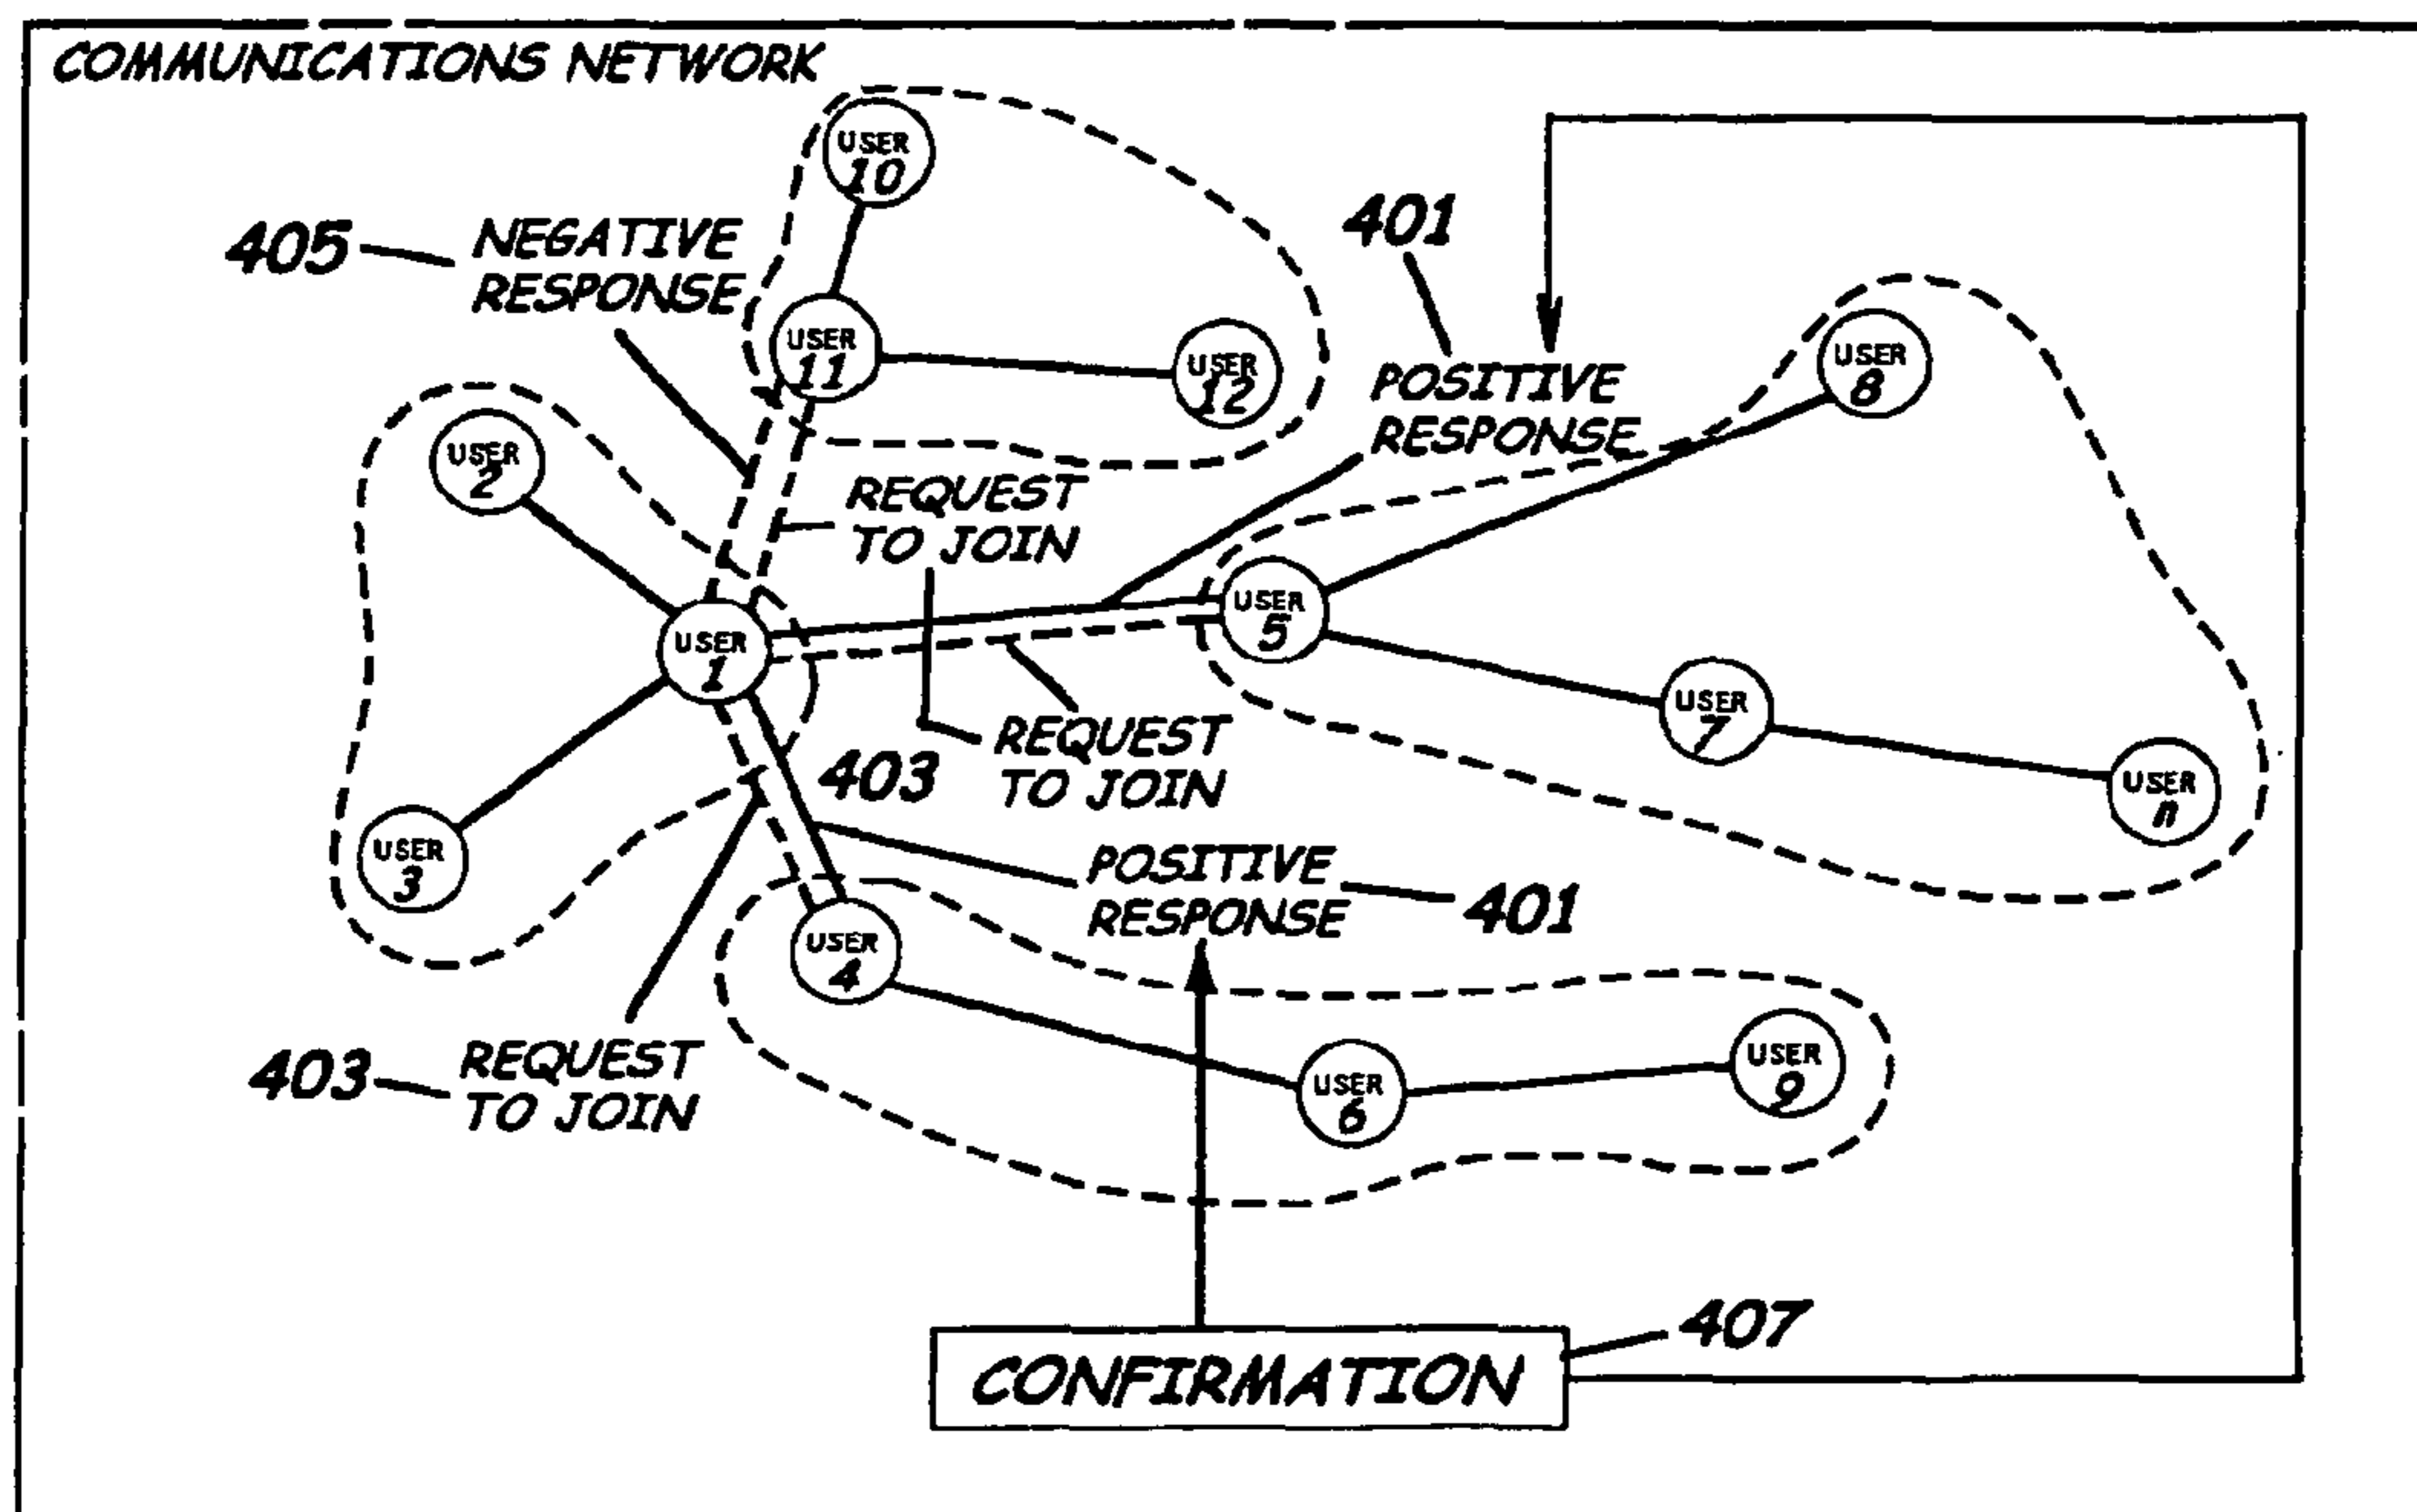 COMMUNICATIONS NETWORK
USER
10
405
NEGATIVE
RESPONSE
401
USER
11
USER
12
POSITIVE
RESPONSE
USER
8
USER
2
REQUEST
TO JOIN
USER
1
USER
5
USER
7
REQUEST
TO JOIN
403
USER
n
USER
3
POSITIVE
RESPONSE
401
USER
4
403
REQUEST
TO JOIN
USER
6
USER
9
407
CONFIRMATION